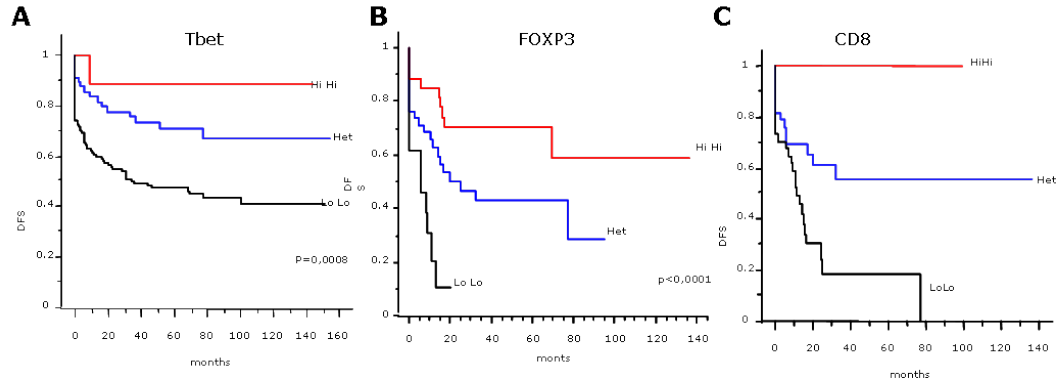 A
Tbet
1
0.8
0.6
0.4
0.2
0
DFS
Hi Hi
Het
Lo Lo
P=0,0008
0 20 40 60 80 100 120 140 160
months
B
FOXP3
1
0.8
0.6
0.4
0.2
0
DF
S
Hi Hi
Het
Lo Lo
p<0,0001
0 20 40 60 80 100 120 140
monts
C
CD8
1
0.8
0.6
0.4
0.2
0
DFS
HiHi
Het
LoLo
0 20 40 60 80 100 120 140
months